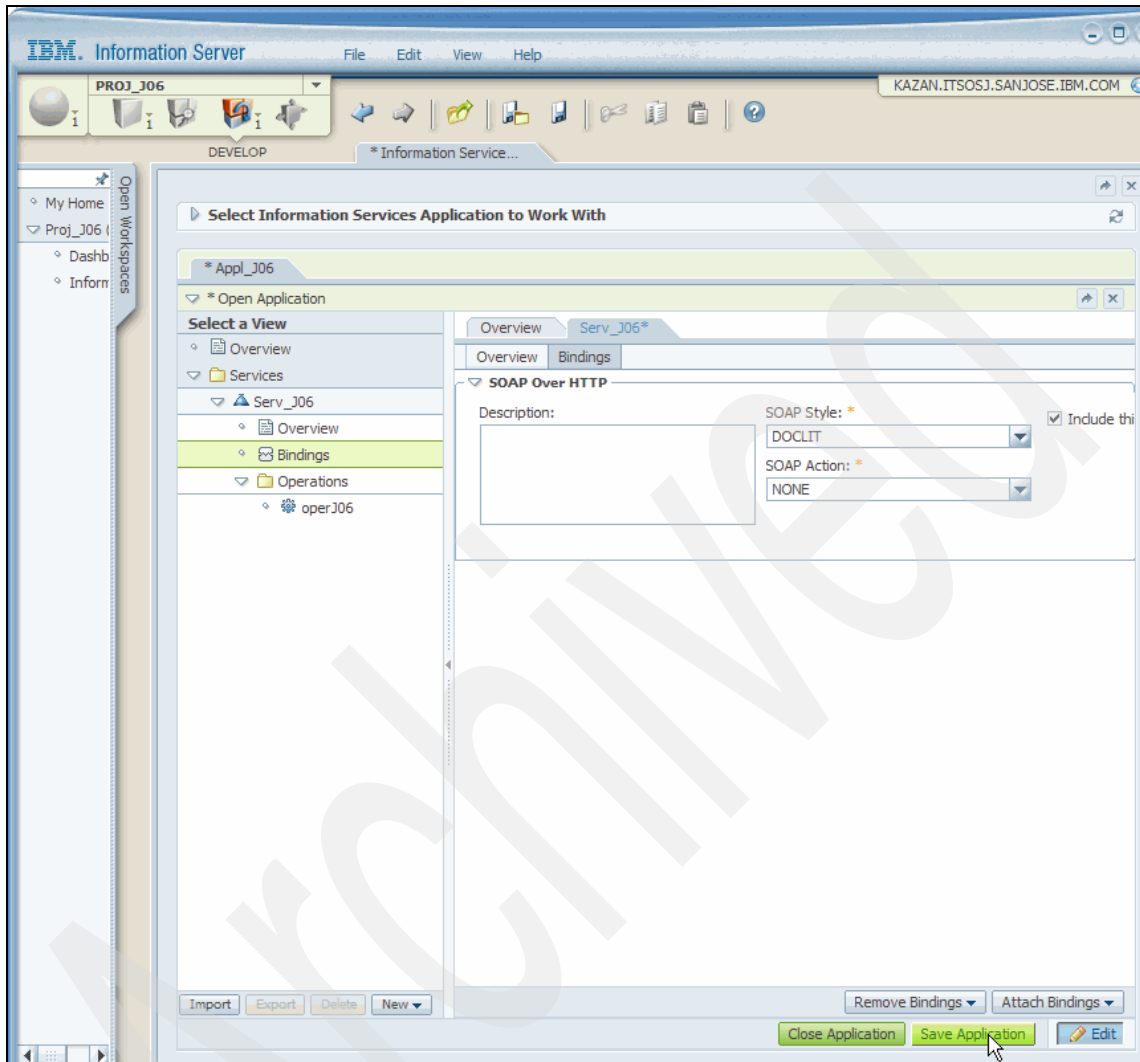 IBM. Information Server File Edit View Help
PROJ_J06
KAZAN.ITSOSJ.SANJOSE.IBM.COM
DEVELOP
* Information Service...
Open Workspaces
My Home
Proj_J06 (
Dashb
Inform
Select Information Services Application to Work With
* Appl_J06
* Open Application
Select a View
Overview
Services
Serv_J06
Overview
Bindings
Operations
operJ06
Overview Serv_J06*
Overview Bindings
SOAP Over HTTP
Description:
SOAP Style: *
DOCLIT
SOAP Action: *
NONE
Include thi
Import Export Delete New
Remove Bindings Attach Bindings
Close Application Save Application Edit
Archived